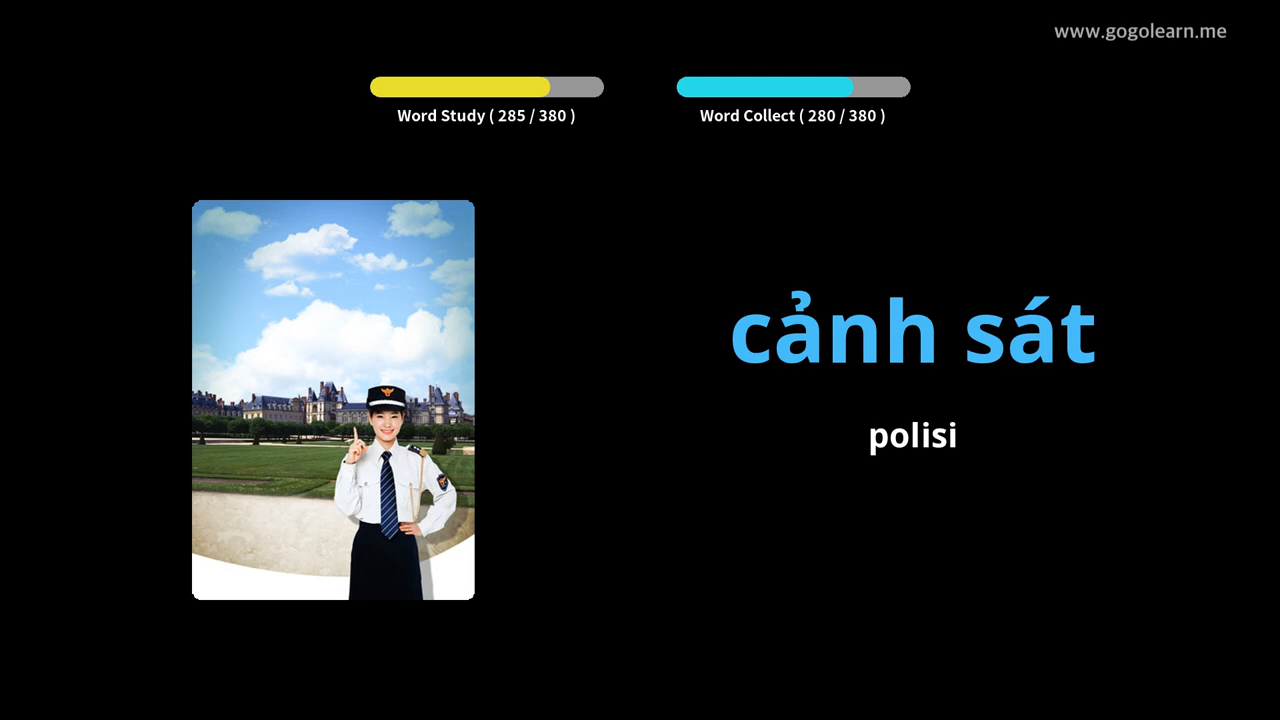 www.gogolearn.me
Word Study ( 285 / 380 )
Word Collect ( 280 / 380 )
cảnh sát
polisi